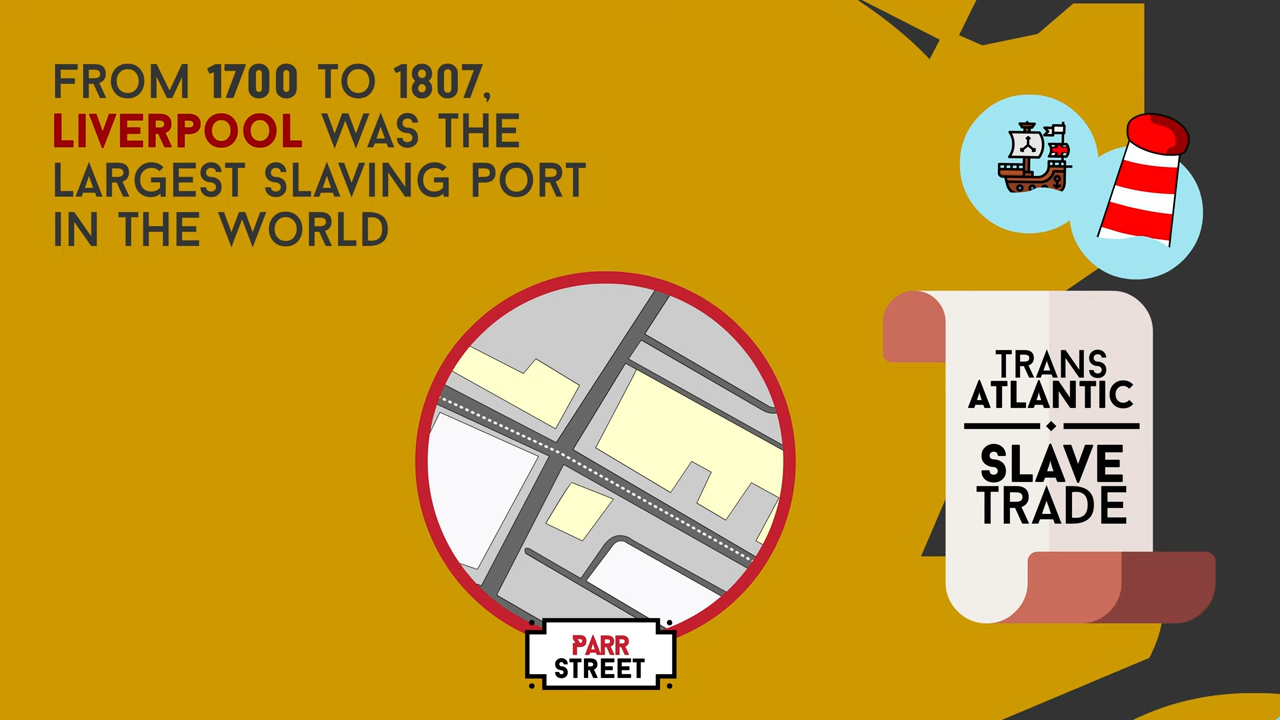 FROM 1700 TO 1807,
LIVERPOOL WAS THE
LARGEST SLAVING PORT
IN THE WORLD
TRANS
ATLANTIC
SLAVE
TRADE
PARR
STREET